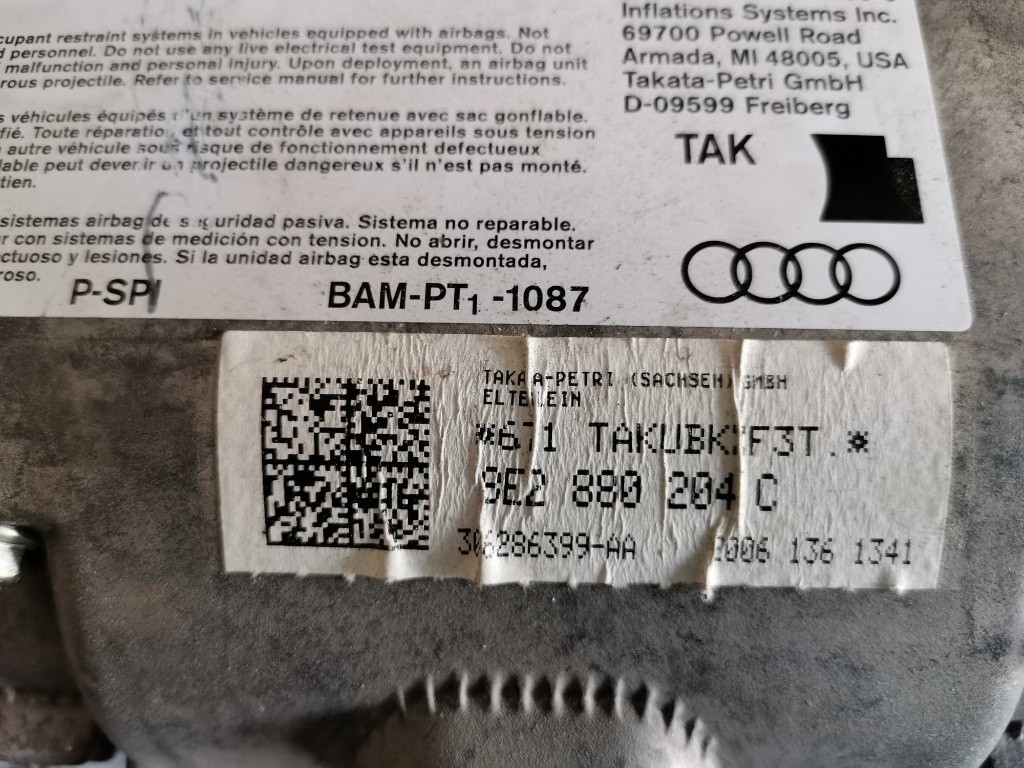 Inflations Systems Inc.
69700 Powell Road
Armada, MI 48005, USA
Takata-Petri GmbH
D-09599 Freiberg
TAK
cupant restraint systems in vehicles equipped with airbags. Not
d personnel. Do not use any live electrical test equipment. Do not
malfunction and personal injury. Upon deployment, an airbag unit
rous projectile. Refer to service manual for further instructions.
s véhicules équipés d'un système de retenue avec sac gonflable.
fié. Toute réparatio et tout contrôle avec appareils sous tension
autre véhicule sous risque de fonctionnement defectueux
lable peut devenir un projectile dangereux s'il n'est pas monté.
tien.
sistemas airbag de seguridad pasiva. Sistema no reparable.
r con sistemas de medición con tension. No abrir, desmontar
ctuoso y lesiones. Si la unidad airbag esta desmontada,
roso.
P-SPI
BAM-PT1 -1087
TAKATA-PETRI (SACHSEN) GMBH
ELTERLEIN
*671 TAKUBK F3T.*
8E2 880 204 C
306286399-AA 2006 136 1341